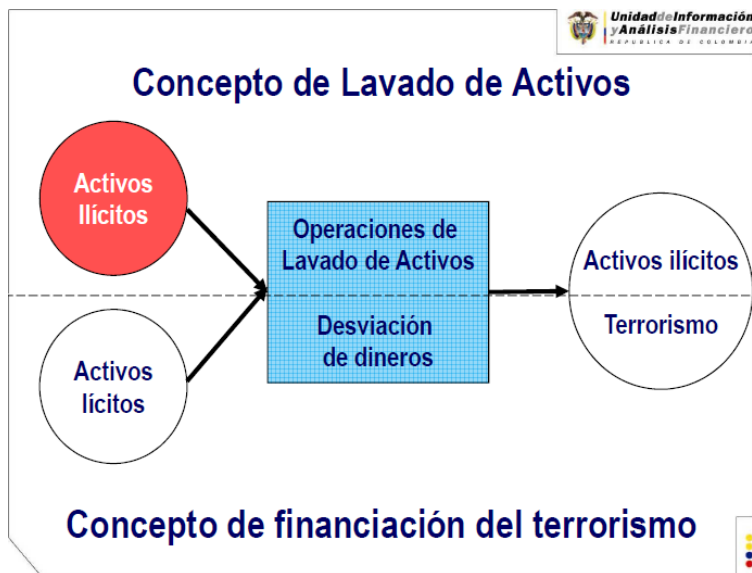 Unidad de Información
y Análisis Financiero
REPUBLICA DE COLOMBIA
Concepto de Lavado de Activos
Activos
Ilícitos
Operaciones de
Lavado de Activos
Activos ilícitos
Desviación
de dineros
Terrorismo
Activos
lícitos
Concepto de financiación del terrorismo